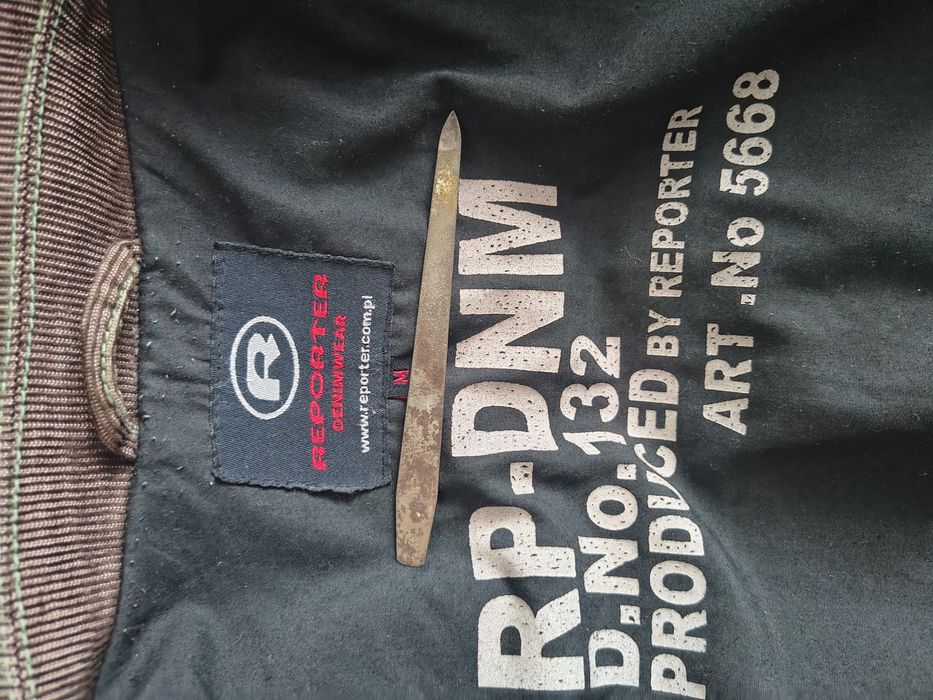 R
REPORTER
DENIMWEAR
www.reporter.com.pl
M
RP.DNM
D.No. 132
PRODUCED BY REPORTER
ART .No 5668